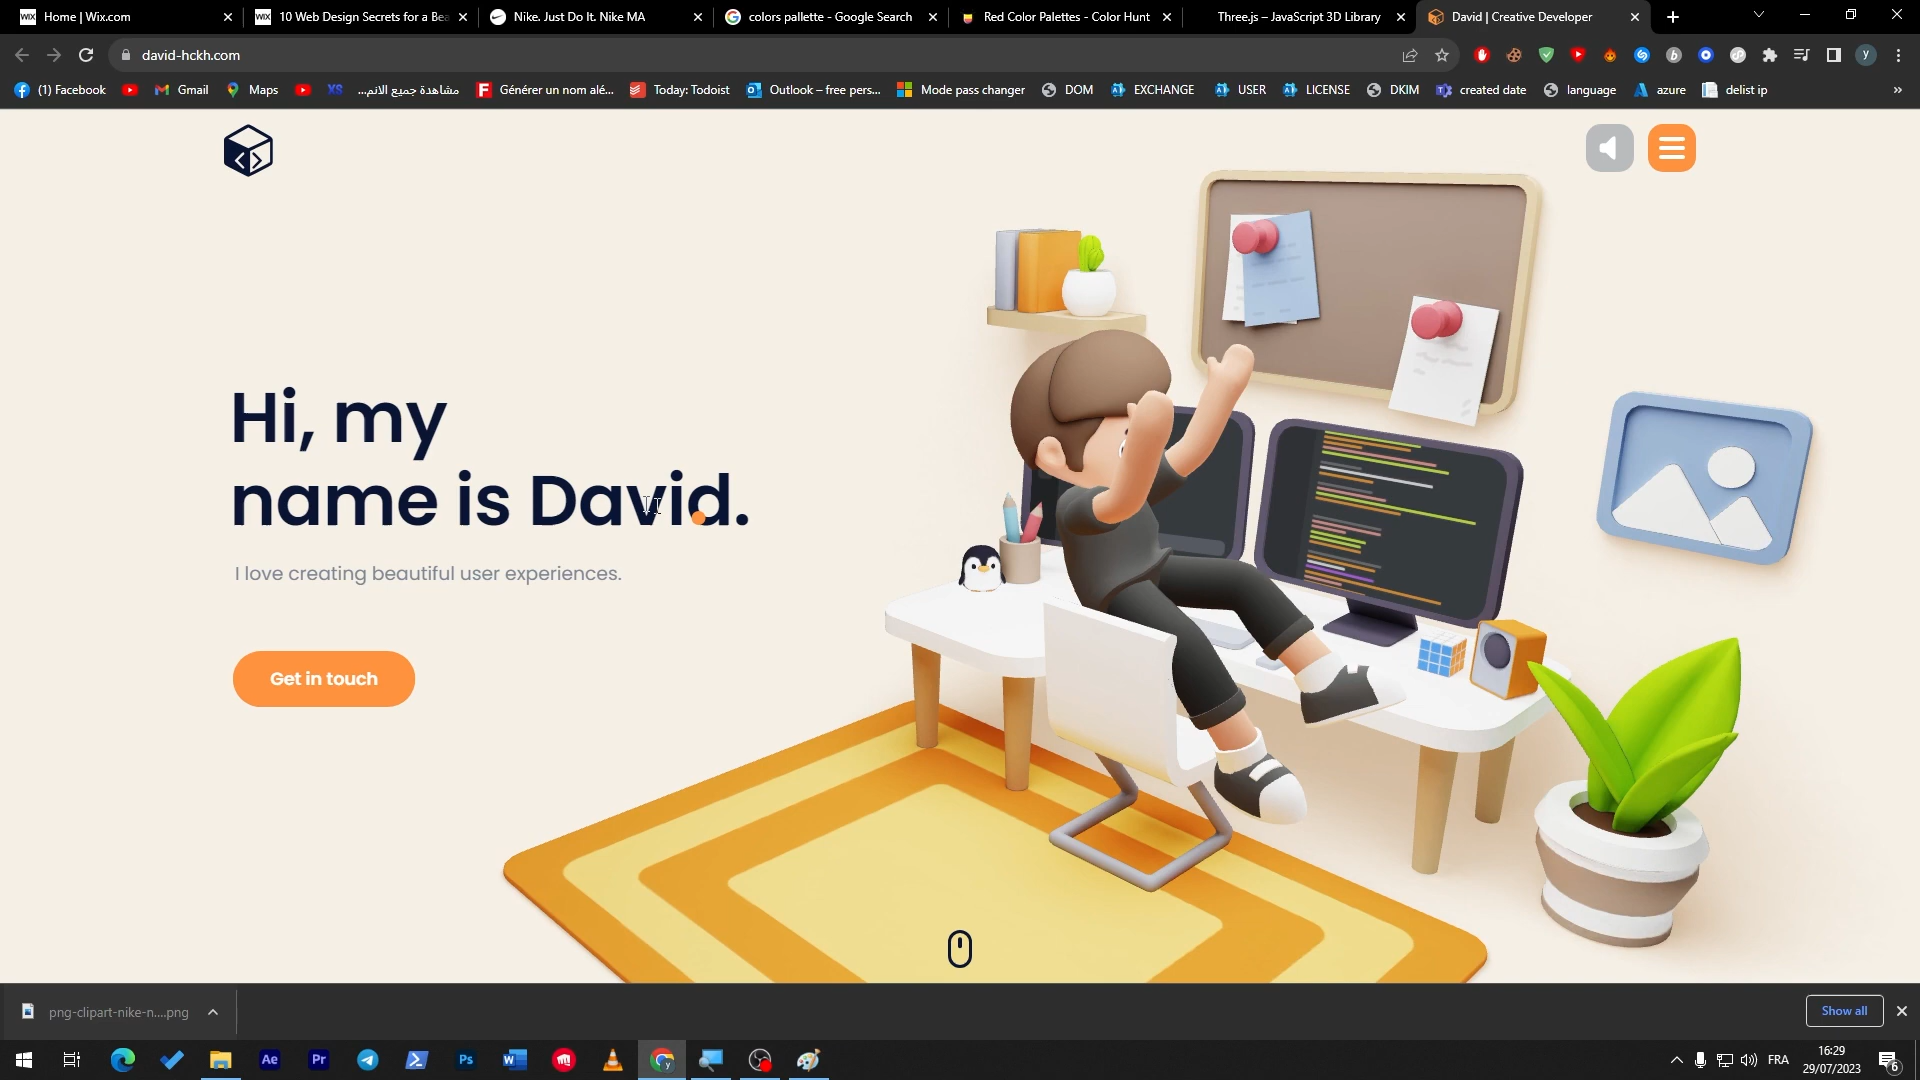 Home | Wix.com
10 Web Design Secrets for a Bea
Nike. Just Do It. Nike MA
colors pallette - Google Search
Red Color Palettes - Color Hunt
Three.js – JavaScript 3D Library
David | Creative Developer
david-hckh.com
(1) Facebook
Gmail
Maps
XS
مشاهدة جميع الانم...
Générer un nom alé...
Today: Todoist
Outlook – free pers...
Mode pass changer
DOM
EXCHANGE
USER
LICENSE
DKIM
created date
language
azure
delist ip
Hi, my
name is David.
I love creating beautiful user experiences.
Get in touch
png-clipart-nike-n....png
Show all
FRA
16:29
29/07/2023
6